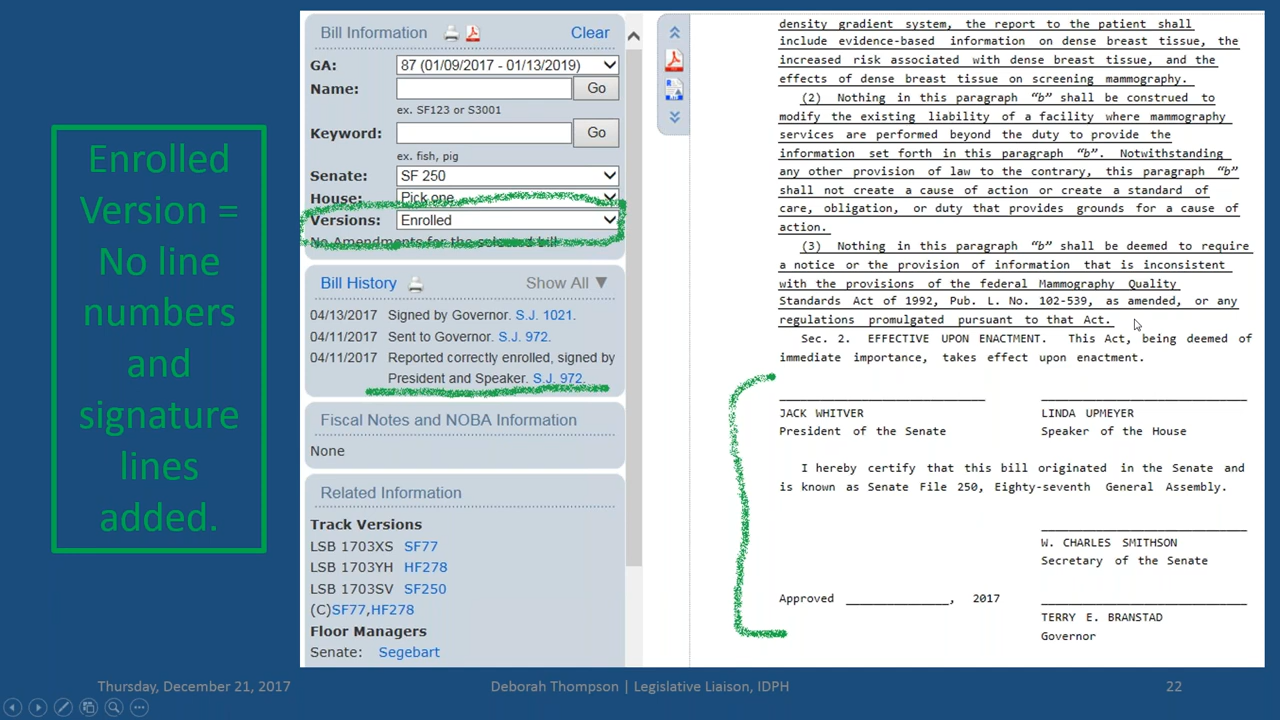 Enrolled
Version =
No line
numbers
and
signature
lines
added.
Bill Information
Clear
GA: 87 (01/09/2017 - 01/13/2019)
Name: Go
ex. SF123 or S3001
Keyword: Go
ex. fish, pig
Senate: SF 250
House: Pick one
Versions: Enrolled
No Amendments for the selected bill
Bill History
Show All ▼
04/13/2017 Signed by Governor. S.J. 1021.
04/11/2017 Sent to Governor. S.J. 972.
04/11/2017 Reported correctly enrolled, signed by
President and Speaker. S.J. 972.
Fiscal Notes and NOBA Information
None
Related Information
Track Versions
LSB 1703XS SF77
LSB 1703YH HF278
LSB 1703SV SF250
(C)SF77,HF278
Floor Managers
Senate: Segebart
density gradient system, the report to the patient shall
include evidence-based information on dense breast tissue, the
increased risk associated with dense breast tissue, and the
effects of dense breast tissue on screening mammography.
(2) Nothing in this paragraph “b” shall be construed to
modify the existing liability of a facility where mammography
services are performed beyond the duty to provide the
information set forth in this paragraph “b”. Notwithstanding
any other provision of law to the contrary, this paragraph “b”
shall not create a cause of action or create a standard of
care, obligation, or duty that provides grounds for a cause of
action.
(3) Nothing in this paragraph “b” shall be deemed to require
a notice or the provision of information that is inconsistent
with the provisions of the federal Mammography Quality
Standards Act of 1992, Pub. L. No. 102-539, as amended, or any
regulations promulgated pursuant to that Act.
Sec. 2. EFFECTIVE UPON ENACTMENT. This Act, being deemed of
immediate importance, takes effect upon enactment.
JACK WHITVER
President of the Senate
LINDA UPMEYER
Speaker of the House
I hereby certify that this bill originated in the Senate and
is known as Senate File 250, Eighty-seventh General Assembly.
W. CHARLES SMITHSON
Secretary of the Senate
Approved _______________, 2017
TERRY E. BRANSTAD
Governor
Thursday, December 21, 2017
Deborah Thompson | Legislative Liaison, IDPH
22